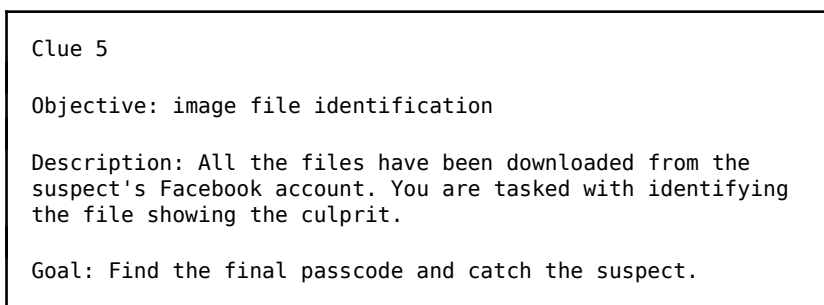 Clue 5
Objective: image file identification
Description: All the files have been downloaded from the
suspect's Facebook account. You are tasked with identifying
the file showing the culprit.
Goal: Find the final passcode and catch the suspect.